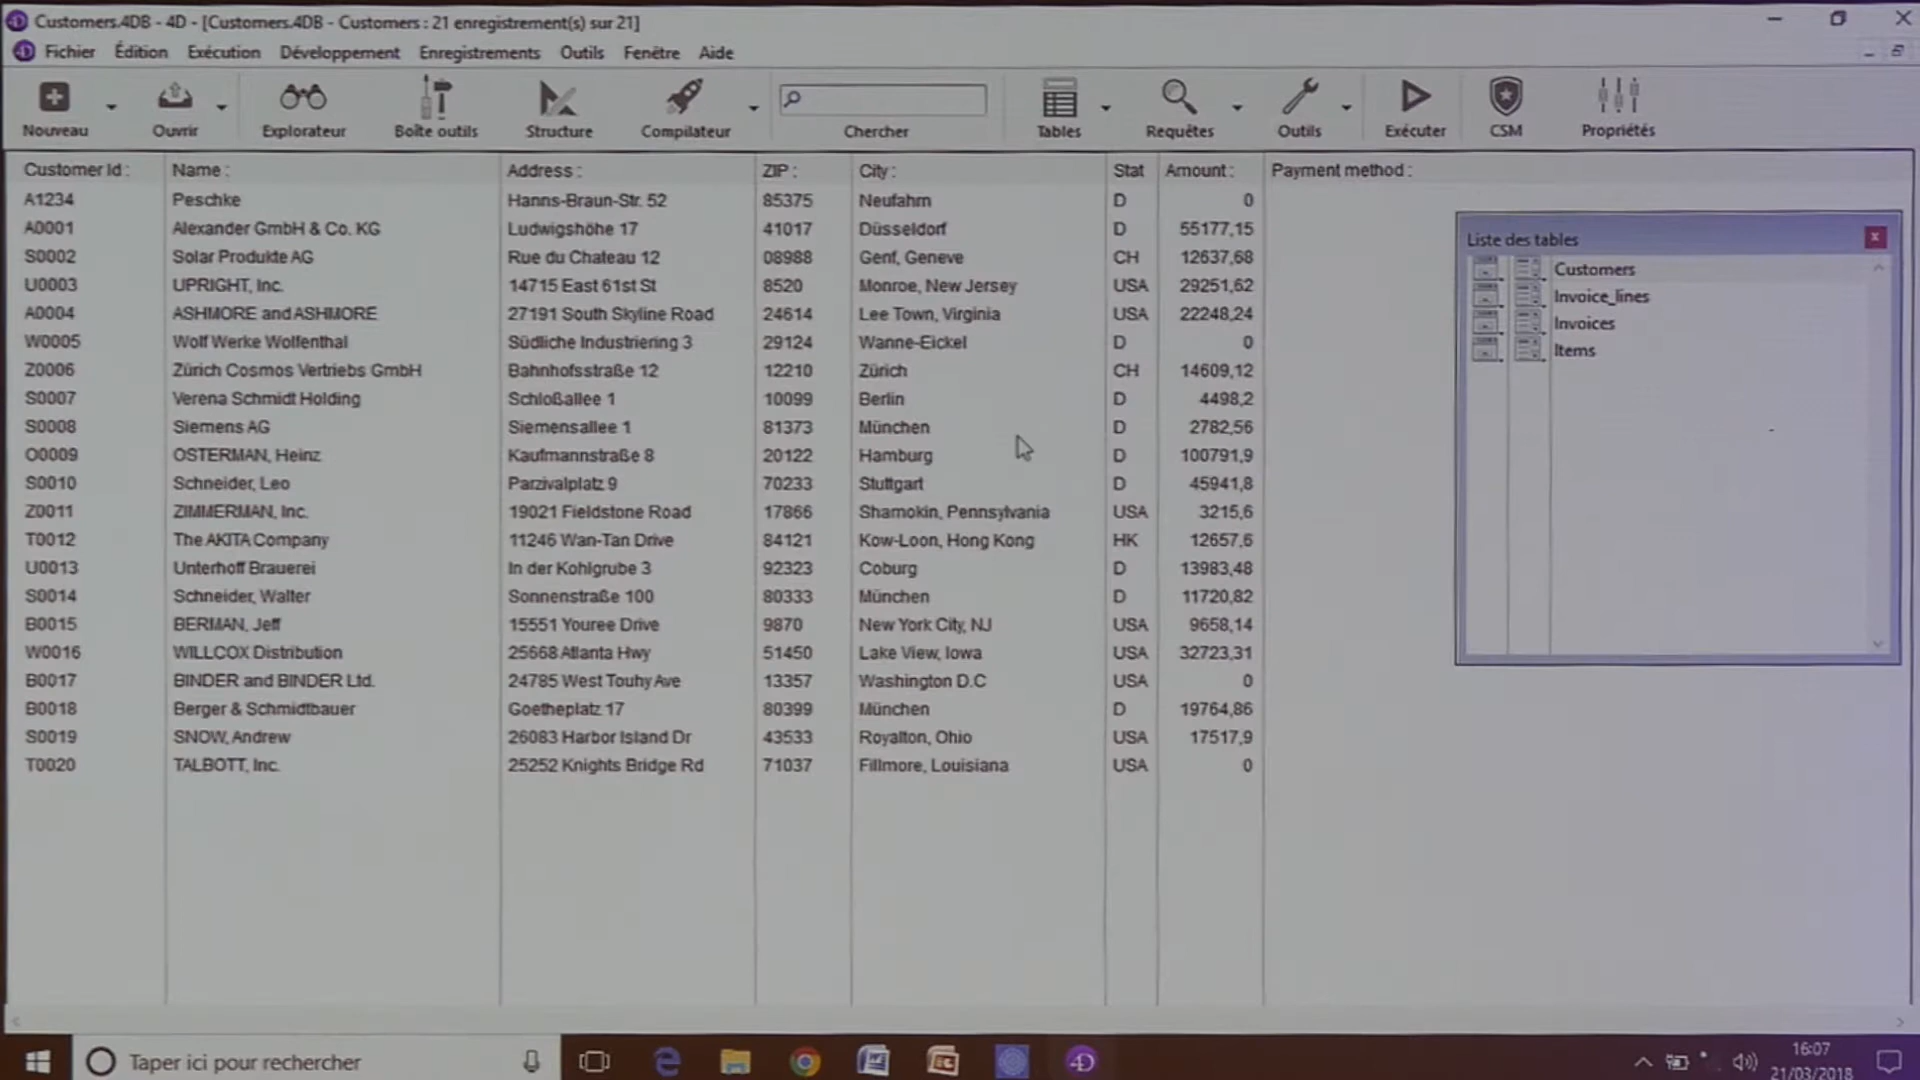 Customers.4DB - 4D - [Customers.4DB - Customers : 21 enregistrement(s) sur 21]
Fichier Édition Exécution Développement Enregistrements Outils Fenêtre Aide
Nouveau Ouvrir Explorateur Boîte outils Structure Compilateur Chercher Tables Requêtes Outils Exécuter CSM Propriétés
Customer Id : Name : Address : ZIP : City : Stat Amount : Payment method :
A1234 Peschke Hanns-Braun-Str. 52 85375 Neufahrn D 0
A0001 Alexander GmbH & Co. KG Ludwigshöhe 17 41017 Düsseldorf D 55177,15
S0002 Solar Produkte AG Rue du Chateau 12 08988 Genf, Geneve CH 12637,68
U0003 UPRIGHT, Inc. 14715 East 61st St 8520 Monroe, New Jersey USA 29251,62
A0004 ASHMORE and ASHMORE 27191 South Skyline Road 24614 Lee Town, Virginia USA 22248,24
W0005 Wolf Werke Wolfenthal Südliche Industriering 3 29124 Wanne-Eickel D 0
Z0006 Zürich Cosmos Vertriebs GmbH Bahnhofsstraße 12 12210 Zürich CH 14609,12
S0007 Verena Schmidt Holding Schloßallee 1 10099 Berlin D 4498,2
S0008 Siemens AG Siemensallee 1 81373 München D 2782,56
O0009 OSTERMAN, Heinz Kaufmannstraße 8 20122 Hamburg D 100791,9
S0010 Schneider, Leo Parzivalplatz 9 70233 Stuttgart D 45941,8
Z0011 ZIMMERMAN, Inc. 19021 Fieldstone Road 17866 Shamokin, Pennsylvania USA 3215,6
T0012 The AKITA Company 11246 Wan-Tan Drive 84121 Kow-Loon, Hong Kong HK 12657,6
U0013 Unterhoff Brauerei In der Kohlgrube 3 92323 Coburg D 13983,48
S0014 Schneider, Walter Sonnenstraße 100 80333 München D 11720,82
B0015 BERMAN, Jeff 15551 Youree Drive 9870 New York City, NJ USA 9658,14
W0016 WILLCOX Distribution 25668 Atlanta Hwy 51450 Lake View, Iowa USA 32723,31
B0017 BINDER and BINDER Ltd. 24785 West Touhy Ave 13357 Washington D.C USA 0
B0018 Berger & Schmidtbauer Goetheplatz 17 80399 München D 19764,86
S0019 SNOW, Andrew 26083 Harbor Island Dr 43533 Royalton, Ohio USA 17517,9
T0020 TALBOTT, Inc. 25252 Knights Bridge Rd 71037 Fillmore, Louisiana USA 0
Liste des tables
Customers
Invoice_lines
Invoices
Items
Taper ici pour rechercher
16:07
21/03/2018